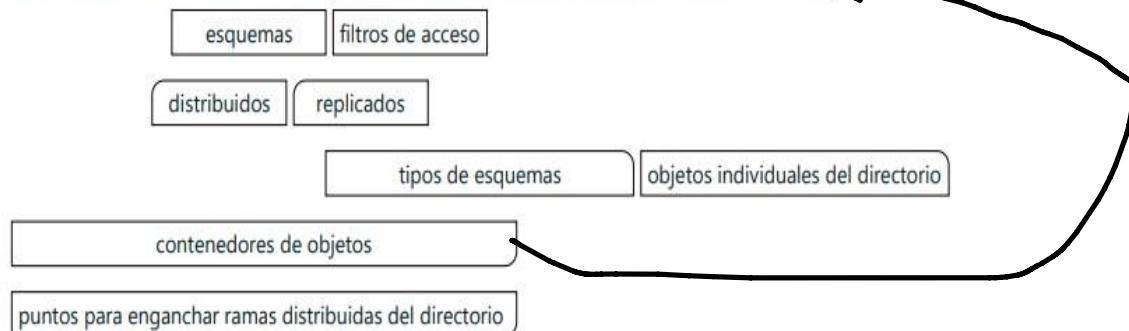 esquemas filtros de acceso
distribuidos replicados
tipos de esquemas objetos individuales del directorio
contenedores de objetos
puntos para enganchar ramas distribuidas del directorio